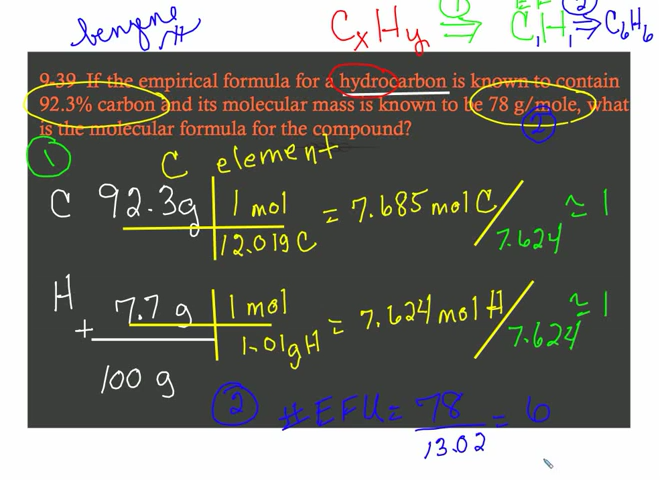 benzene CxHy ① ⇒ EF C₁H₁ ② ⇒ C₆H₆
9-39 If the empirical formula for a hydrocarbon is known to contain
92.3% carbon and its molecular mass is known to be 78 g/mole, what
is the molecular formula for the compound?
②
① C element
C 92.3g | 1 mol / 12.01g C = 7.685 mol C / 7.624 ≈ 1
H + 7.7 g | 1 mol / 1.01g H = 7.624 mol H / 7.624 ≈ 1
100 g
② #EFU = 78 / 13.02 = 6